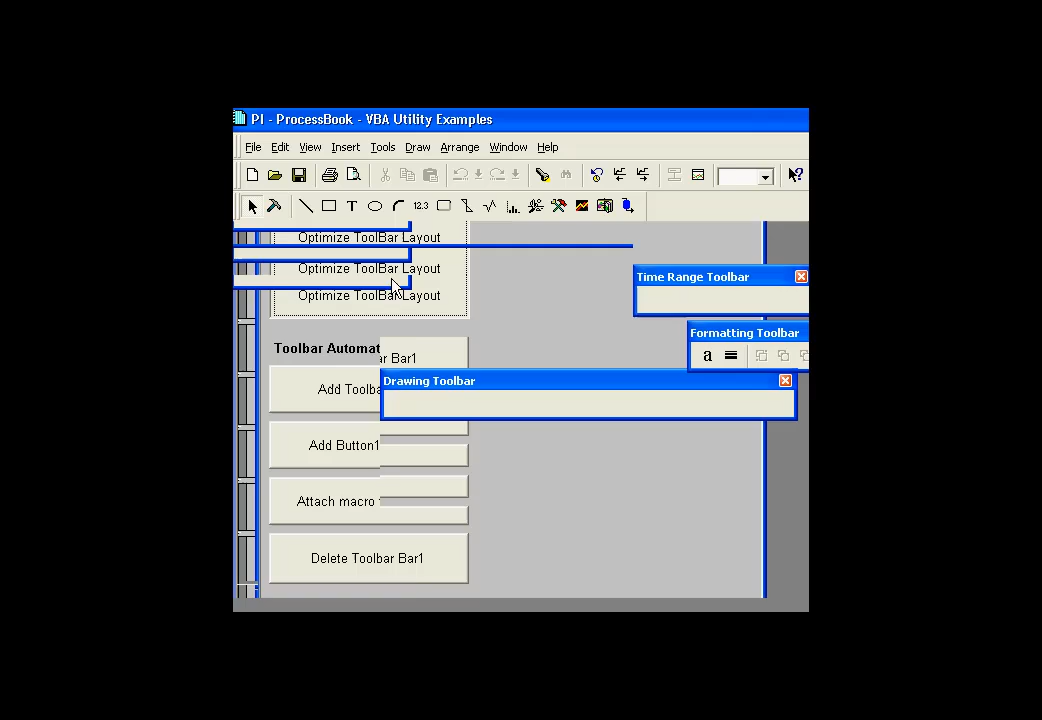 PI - ProcessBook - VBA Utility Examples
File Edit View Insert Tools Draw Arrange Window Help
12.3
Optimize ToolBar Layout
Optimize ToolBar Layout
Optimize ToolBar Layout
Time Range Toolbar
Formatting Toolbar
a
Toolbar Automat
Bar1
Drawing Toolbar
Add Toolba
Add Button1
Attach macro
Delete Toolbar Bar1